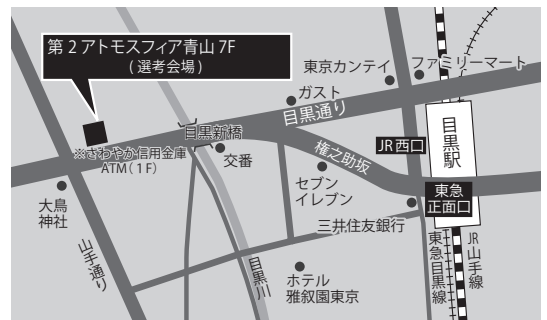 第2アトモスフィア青山 7F
(選考会場)
東京カンテイ
ファミリーマート
ガスト
目黒通り
目黒新橋
※さわやか信用金庫
ATM(1F)
交番
権之助坂
JR西口
目黒駅
セブン
イレブン
東急
正面口
大鳥
神社
三井住友銀行
山手通り
目黒川
ホテル
雅叙園東京
東急目黒線
JR山手線